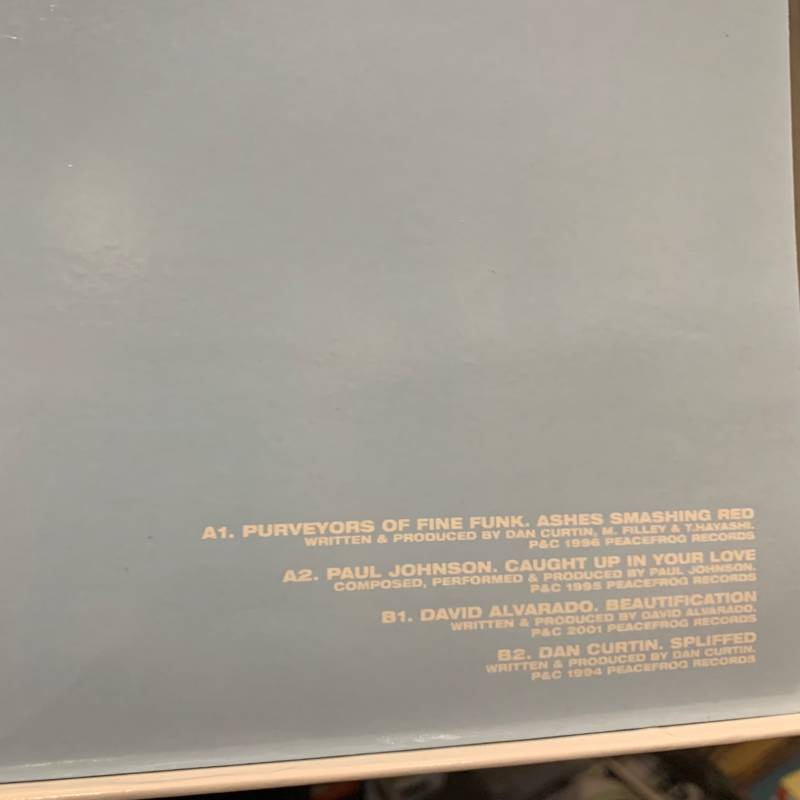 A1. PURVEYORS OF FINE FUNK. ASHES SMASHING RED
WRITTEN & PRODUCED BY DAN CURTIN, M. FILLEY & T.HAYASHI.
P&C 1996 PEACEFROG RECORDS
A2. PAUL JOHNSON. CAUGHT UP IN YOUR LOVE
COMPOSED, PERFORMED & PRODUCED BY PAUL JOHNSON.
P&C 1995 PEACEFROG RECORDS
B1. DAVID ALVARADO. BEAUTIFICATION
WRITTEN & PRODUCED BY DAVID ALVARADO.
P&C 2001 PEACEFROG RECORDS
B2. DAN CURTIN. SPLIFFED
WRITTEN & PRODUCED BY DAN CURTIN.
P&C 1994 PEACEFROG RECORDS